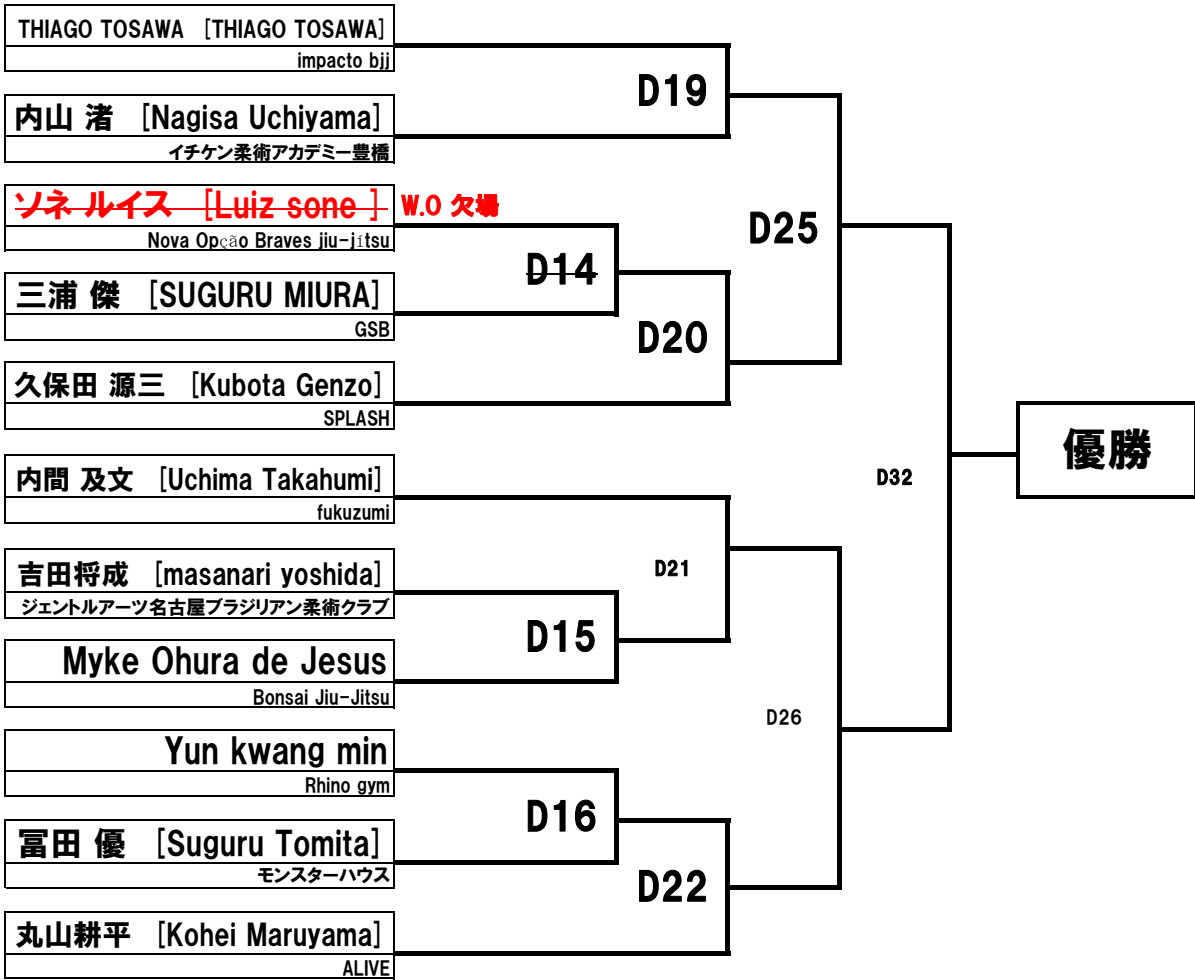 THIAGO TOSAWA [THIAGO TOSAWA]
impacto bjj
D19
内山 渚 [Nagisa Uchiyama]
イチケン柔術アカデミー豊橋
ソネ ルイス [Luiz sone ] W.O 欠場
Nova Opção Braves jiu-jítsu
D25
D14
三浦 傑 [SUGURU MIURA]
GSB
D20
久保田 源三 [Kubota Genzo]
SPLASH
優勝
内間 及文 [Uchima Takahumi]
fukuzumi
D32
吉田将成 [masanari yoshida]
ジェントルアーツ名古屋ブラジリアン柔術クラブ
D21
D15
Myke Ohura de Jesus
Bonsai Jiu-Jitsu
D26
Yun kwang min
Rhino gym
D16
冨田 優 [Suguru Tomita]
モンスターハウス
D22
丸山耕平 [Kohei Maruyama]
ALIVE